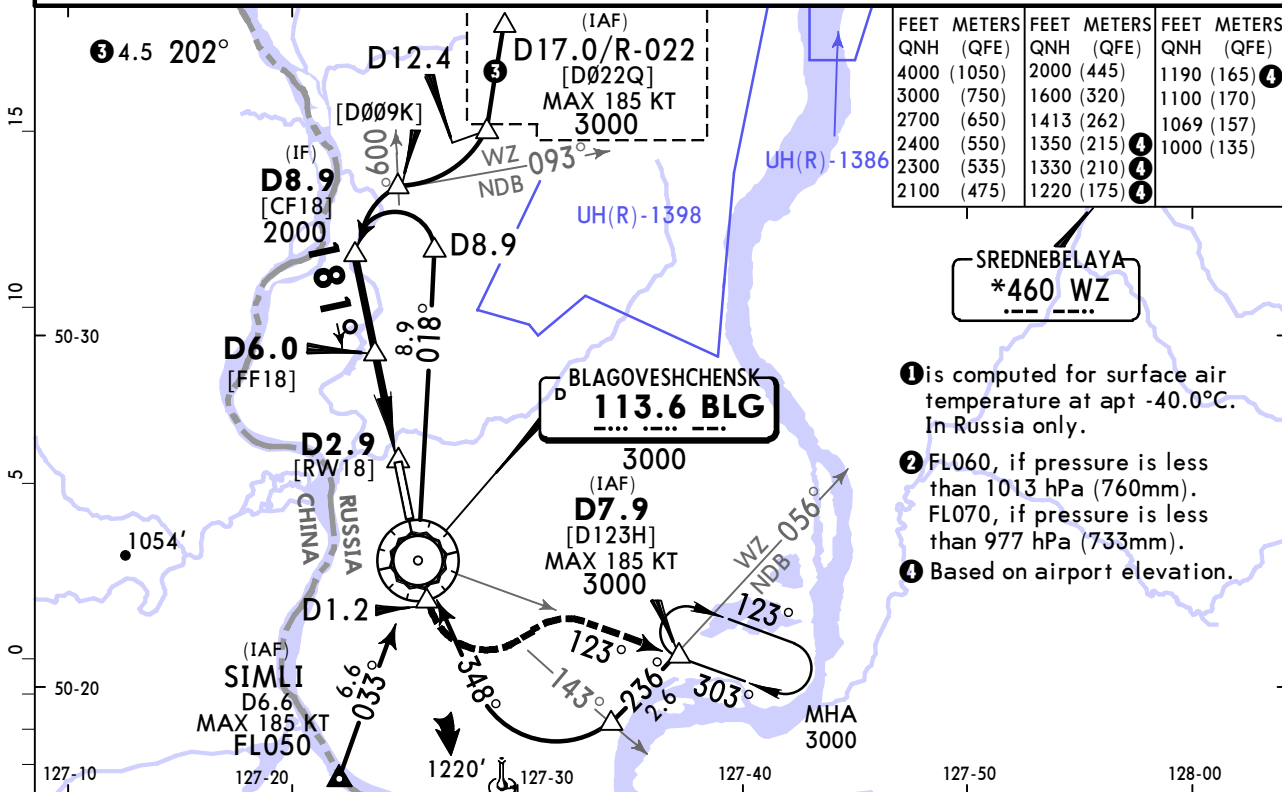 ❸ 4.5 202°
D12.4
[DØØ9K]
009°
❸
(IAF)
D17.0/R-022
[DØ22Q]
MAX 185 KT
3000
WZ
NDB
093°
UH(R)-1386
UH(R)-1398
FEET METERS
QNH (QFE)
4000 (1050)
3000 (750)
2700 (650)
2400 (550)
2300 (535)
2100 (475)
FEET METERS
QNH (QFE)
2000 (445)
1600 (320)
1413 (262)
1350 (215) ❹
1330 (210) ❹
1220 (175) ❹
FEET METERS
QNH (QFE)
1190 (165) ❹
1100 (170)
1069 (157)
1000 (135)
(IF)
D8.9
[CF18]
2000
181°
D8.9
8.9
018°
D6.0
[FF18]
D2.9
[RW18]
SREDNEBELAYA
*460 WZ
BLAGOVESHCHENSK
D 113.6 BLG
3000
(IAF)
D7.9
[D123H]
MAX 185 KT
3000
❶ is computed for surface air
temperature at apt -40.0°C.
In Russia only.
❷ FL060, if pressure is less
than 1013 hPa (760mm).
FL070, if pressure is less
than 977 hPa (733mm).
❹ Based on airport elevation.
WZ
NDB
056°
1054'
CHINA
RUSSIA
D1.2
123°
123°
303°
MHA
3000
143°
236°
2.6
348°
(IAF)
SIMLI
D6.6
MAX 185 KT
FL050
6.6
033°
1220'
15
10
5
0
50-30
50-20
127-10
127-20
127-30
127-40
127-50
128-00